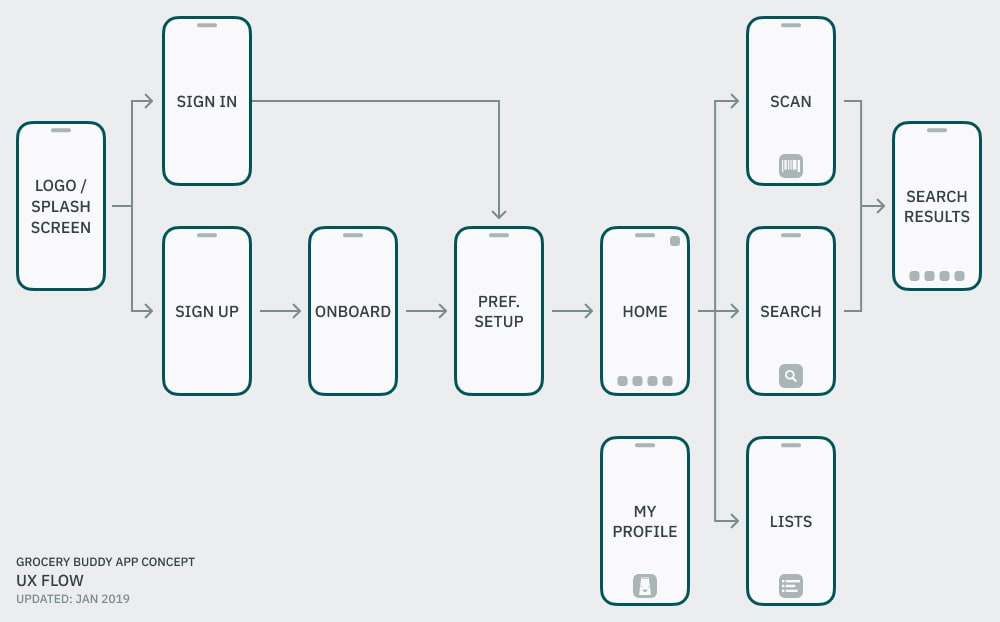 LOGO /
SPLASH
SCREEN
SIGN IN
SIGN UP
ONBOARD
PREF.
SETUP
HOME
MY
PROFILE
SCAN
SEARCH
LISTS
SEARCH
RESULTS
GROCERY BUDDY APP CONCEPT
UX FLOW
UPDATED: JAN 2019